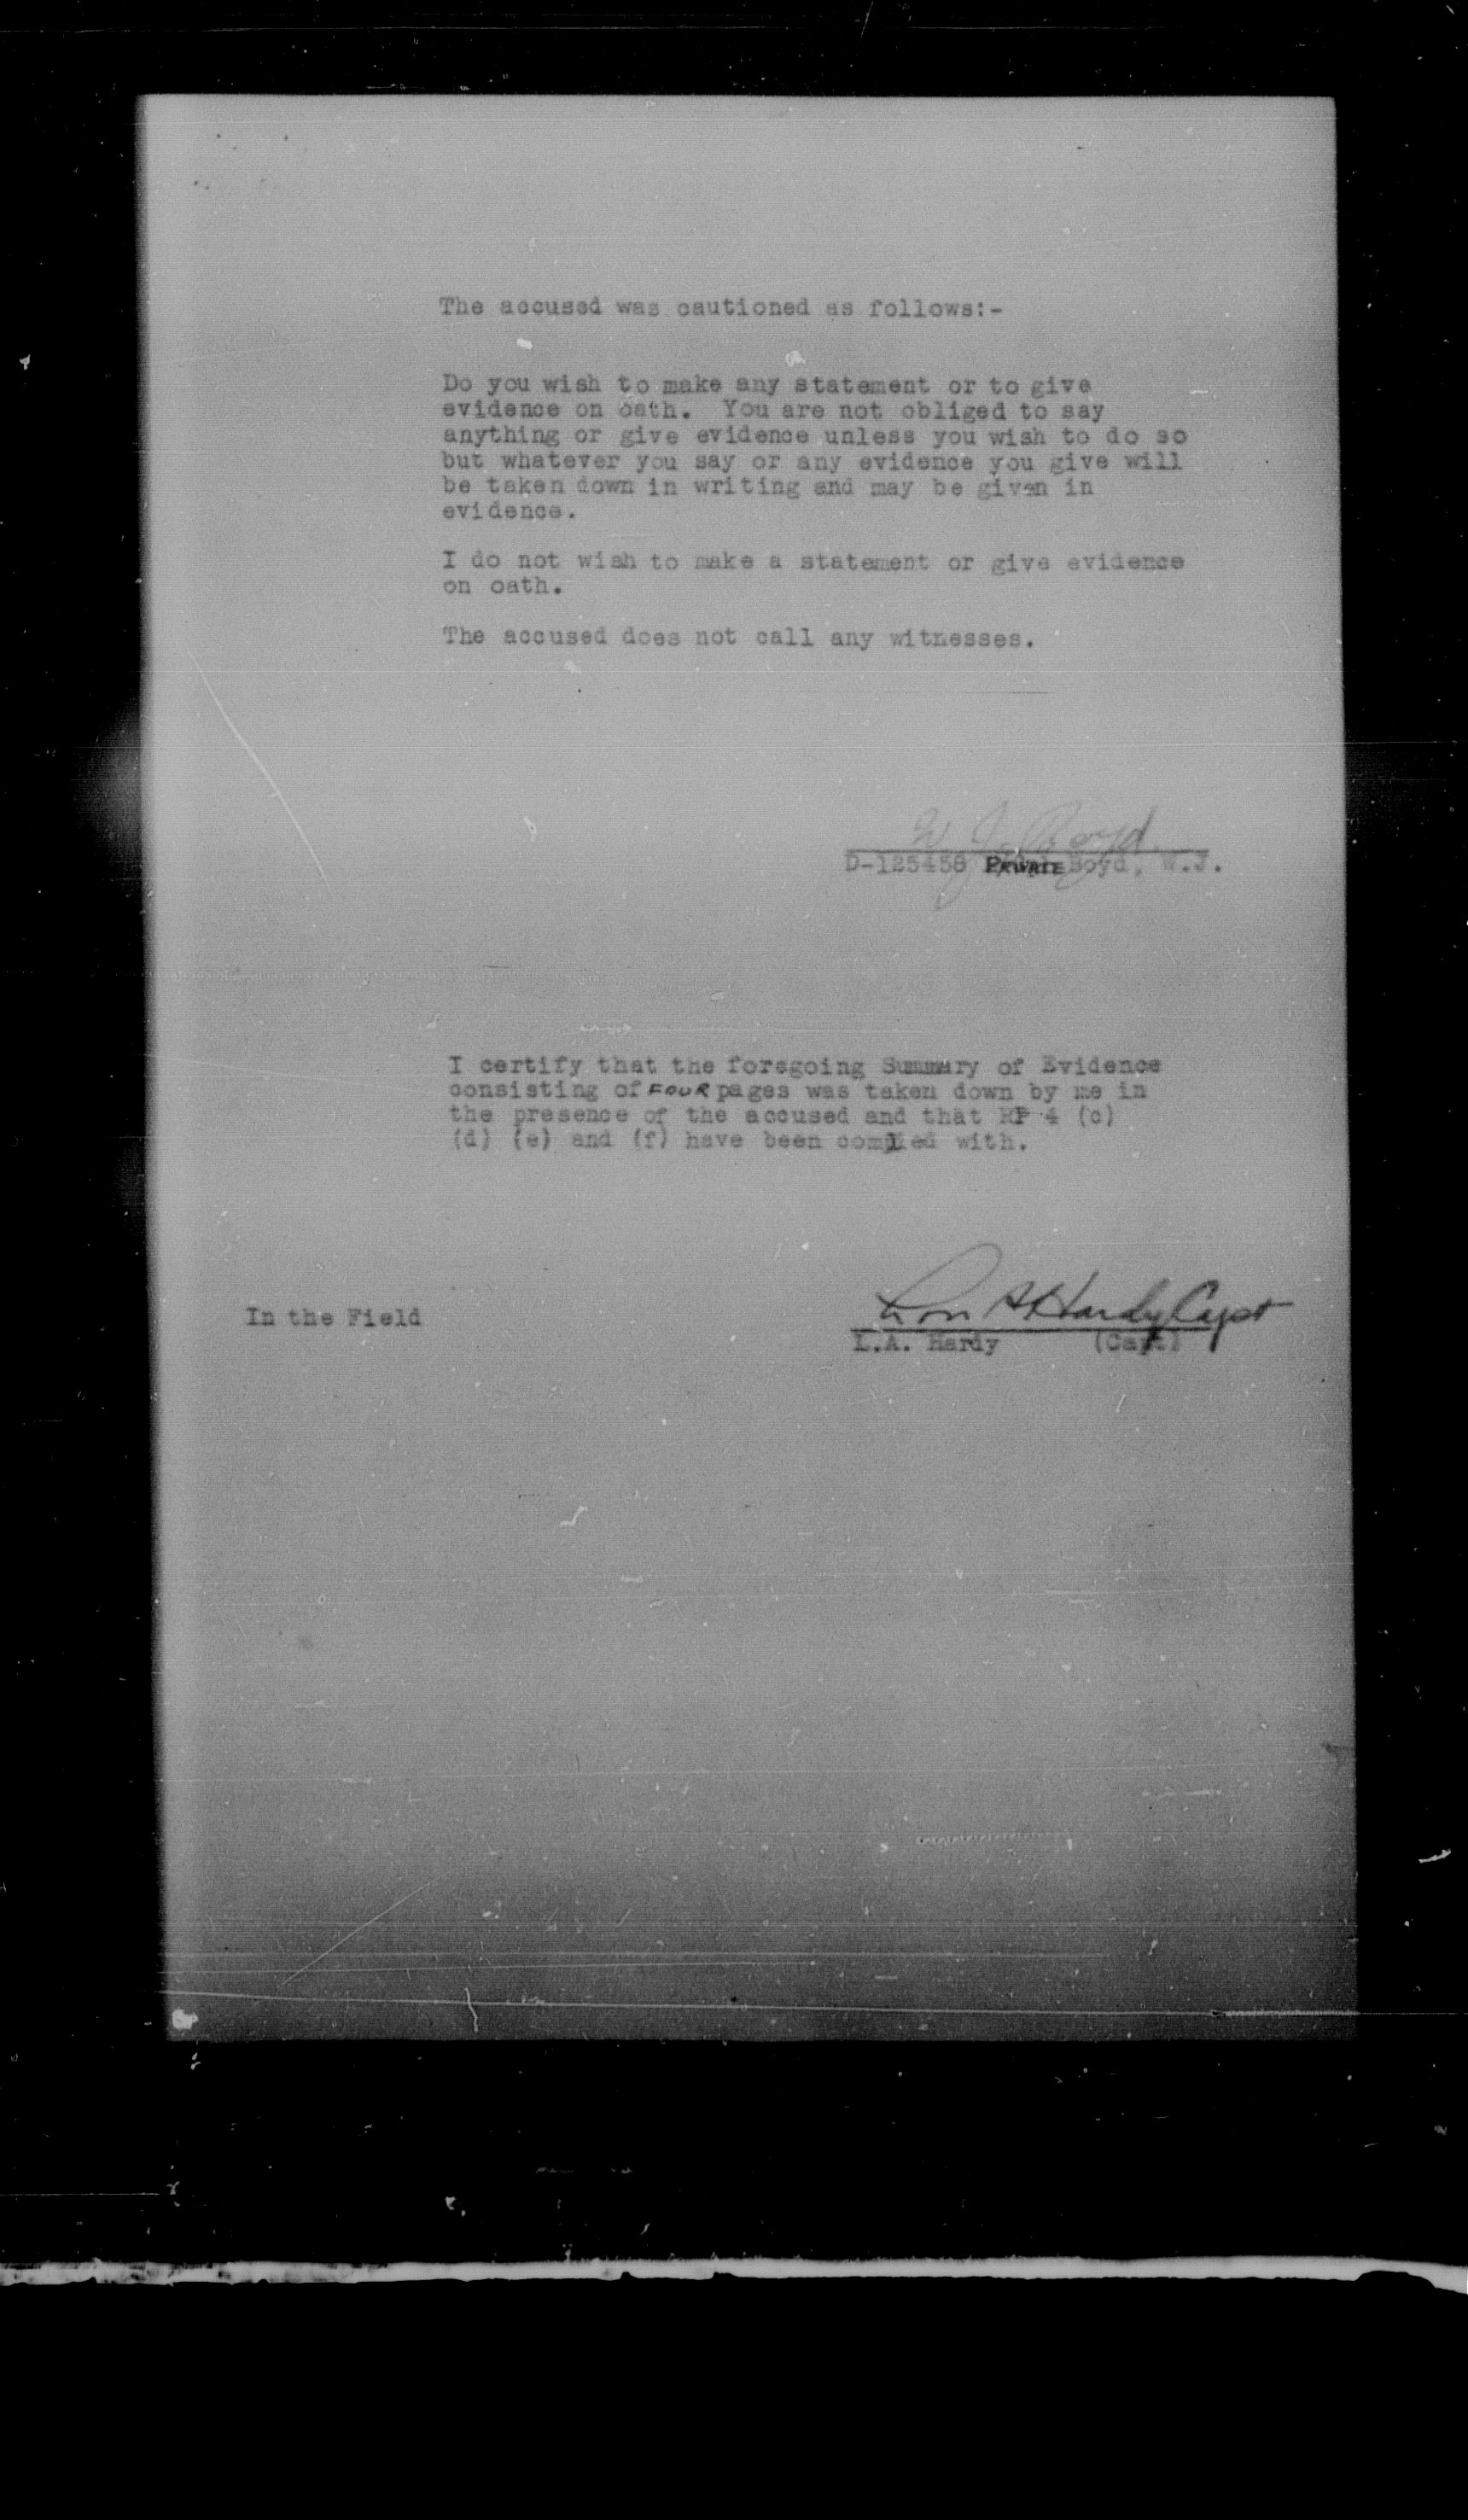 The accused was cautioned as follows:-
Do you wish to make any statement or to give
evidence on oath. You are not obliged to say
anything or give evidence unless you wish to do so
but whatever you say or any evidence you give will
be taken down in writing and may be given in
evidence.
I do not wish to make a statement or give evidence
on oath.
The accused does not call any witnesses.
W J Boyd.
D-125458 PRIVATE Boyd, W.J.
I certify that the foregoing Summary of Evidence
consisting of FOUR pages was taken down by me in
the presence of the accused and that RP 4 (c)
(d) (e) and (f) have been complied with.
Lon A Hardy Capt
In the Field
L.A. Hardy (Capt)